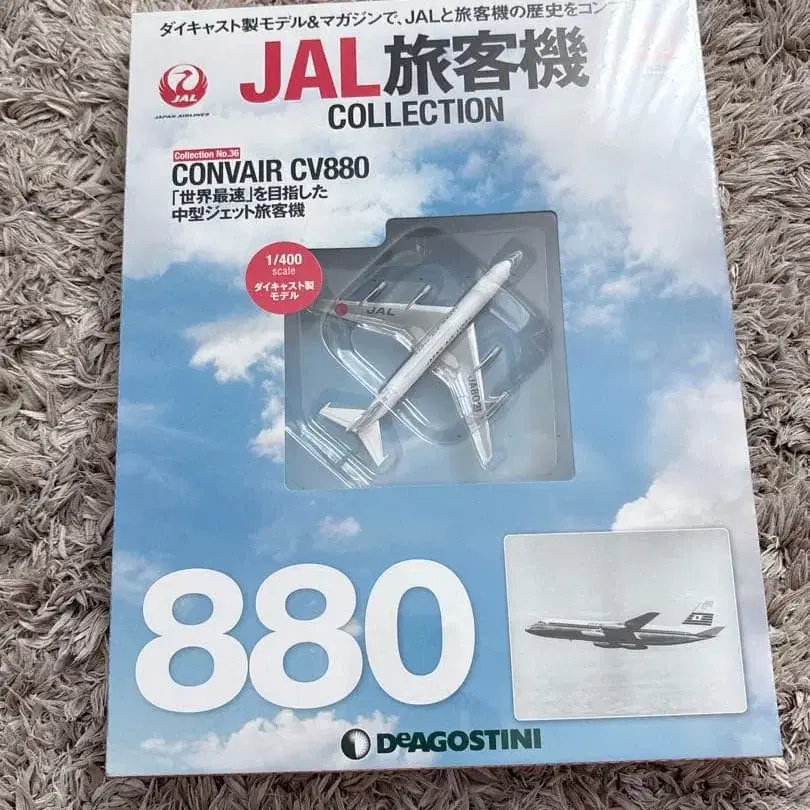 ダイキャスト製モデル&マガジンで、JALと旅客機の歴史をコンプ
JAL
JAPAN AIRLINES
JAL旅客機
COLLECTION
Collection No.36
CONVAIR CV880
「世界最速」を目指した
中型ジェット旅客機
1/400
scale
ダイキャスト製
モデル
JAL
880
DeAGOSTINI